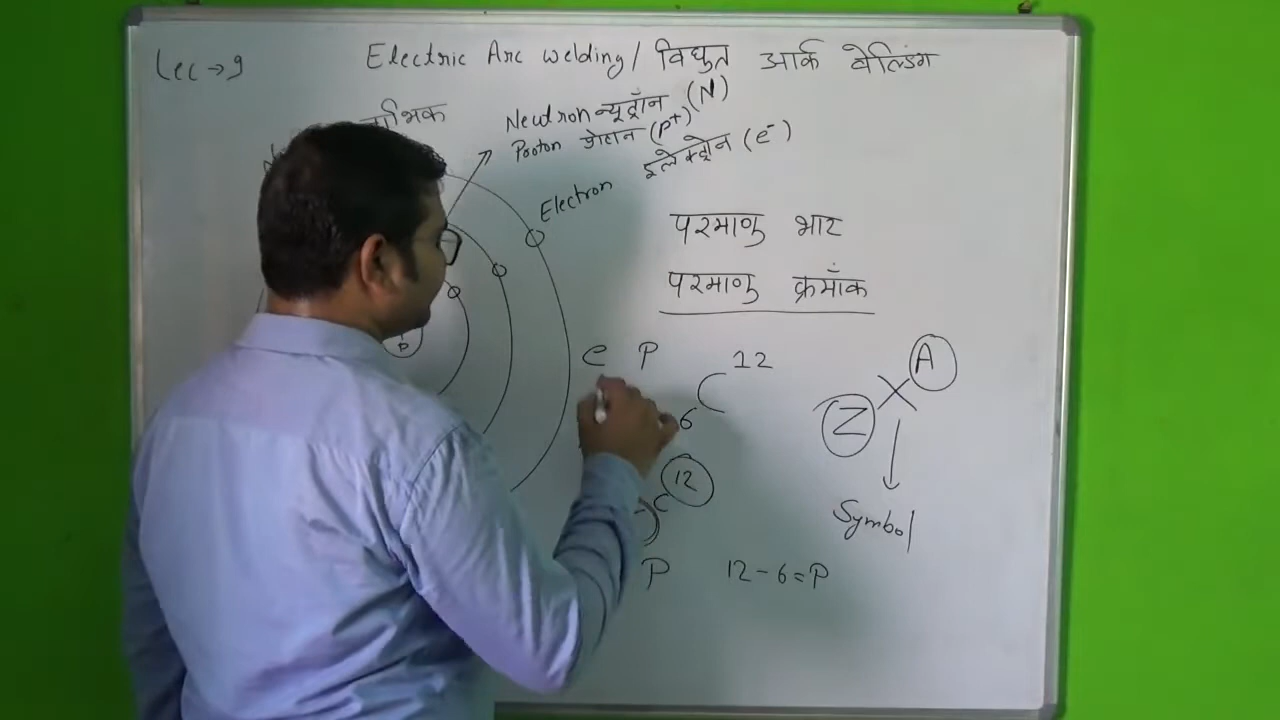 Lec → 9
Electric Arc welding / विधुत आर्क वेल्डिंग
Neutron न्यूट्रॉन (N)
Proton प्रोटान (P+)
Electron इलेक्ट्रोन (e-)
परमाणु भार
परमाणु क्रमाँक
e P
C 12
6
A
X
Z
Symbol
P
C 12
P 12 - 6 = P